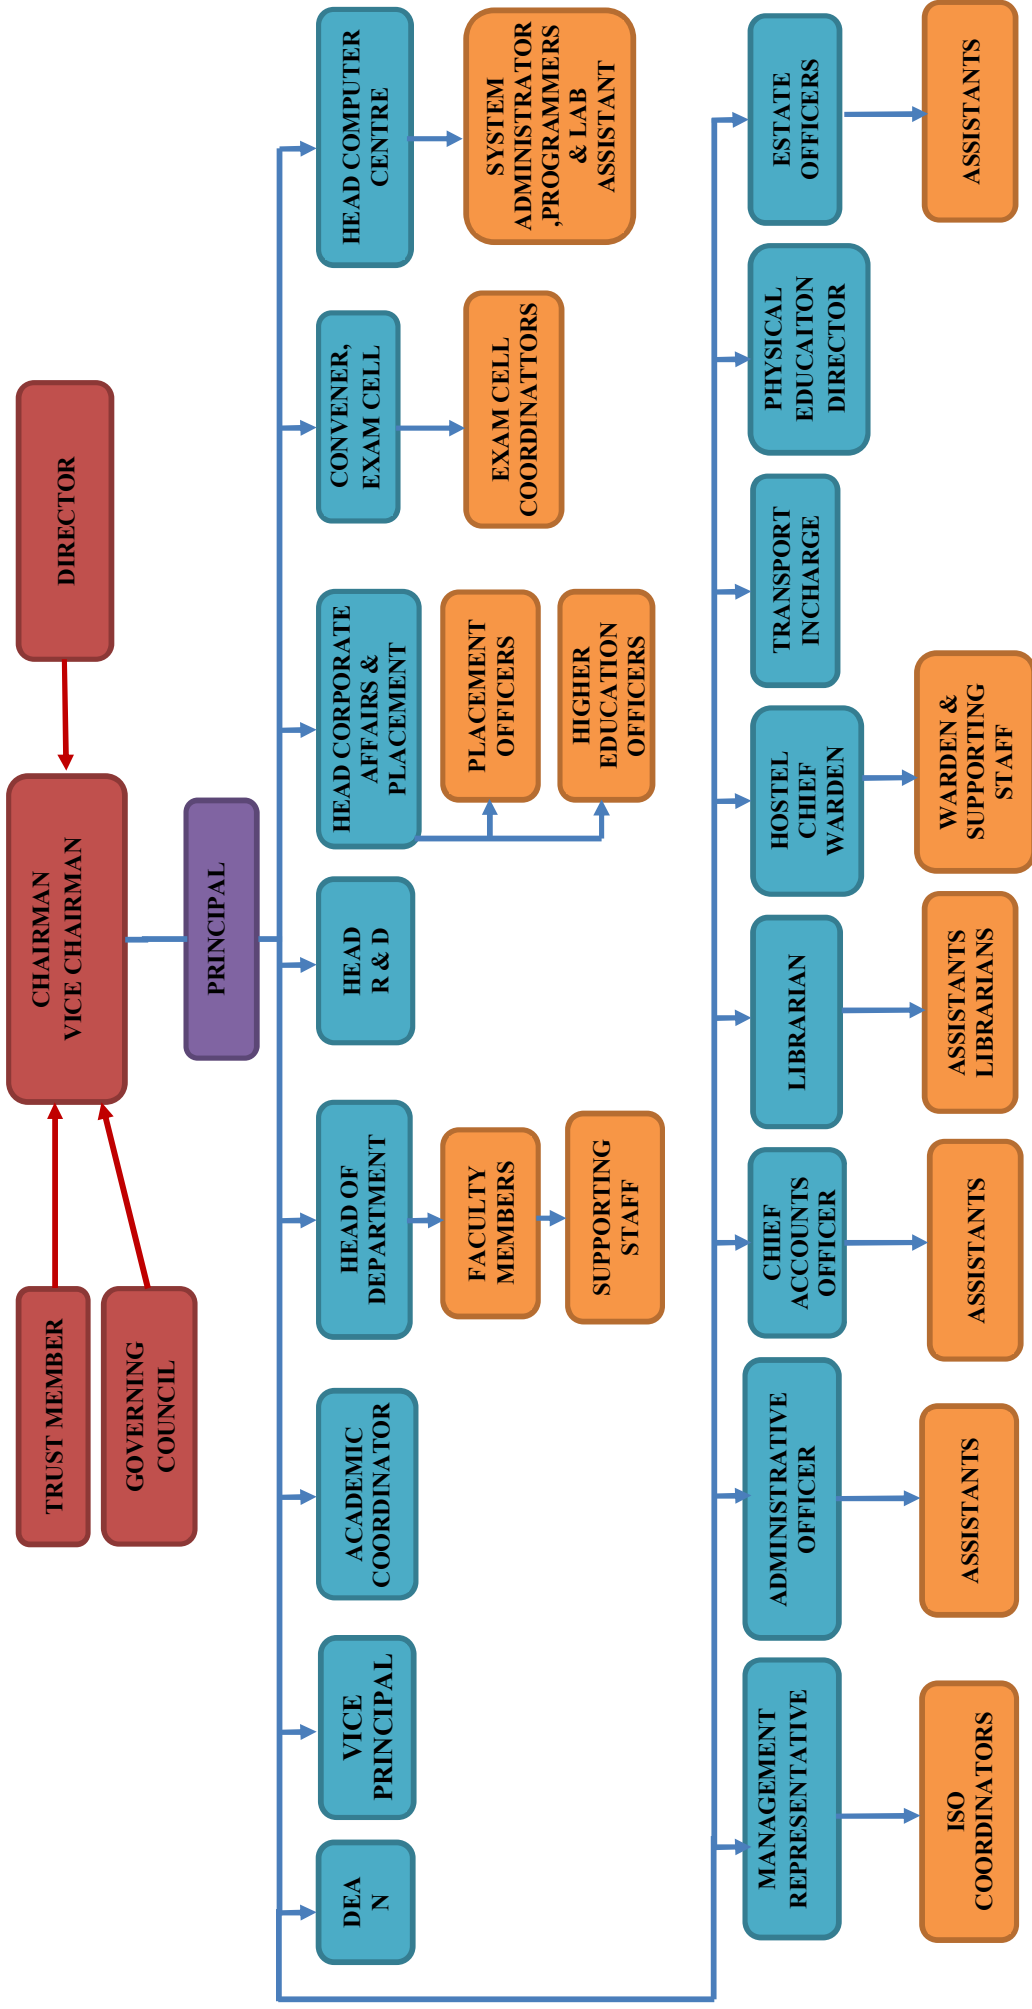 TRUST MEMBER
GOVERNING
COUNCIL
CHAIRMAN
VICE CHAIRMAN
DIRECTOR
PRINCIPAL
DEA
N
VICE
PRINCIPAL
ACADEMIC
COORDINATOR
HEAD OF
DEPARTMENT
FACULTY
MEMBERS
SUPPORTING
STAFF
HEAD
R & D
HEAD CORPORATE
AFFAIRS &
PLACEMENT
PLACEMENT
OFFICERS
HIGHER
EDUCATION
OFFICERS
CONVENER,
EXAM CELL
EXAM CELL
COORDINATTORS
HEAD COMPUTER
CENTRE
SYSTEM
ADMINISTRATOR
,PROGRAMMERS
& LAB
ASSISTANT
MANAGEMENT
REPRESENTATIVE
ISO
COORDINATORS
ADMINISTRATIVE
OFFICER
ASSISTANTS
CHIEF
ACCOUNTS
OFFICER
ASSISTANTS
LIBRARIAN
ASSISTANTS
LIBRARIANS
HOSTEL
CHIEF
WARDEN
WARDEN &
SUPPORTING
STAFF
TRANSPORT
INCHARGE
PHYSICAL
EDUCAITON
DIRECTOR
ESTATE
OFFICERS
ASSISTANTS